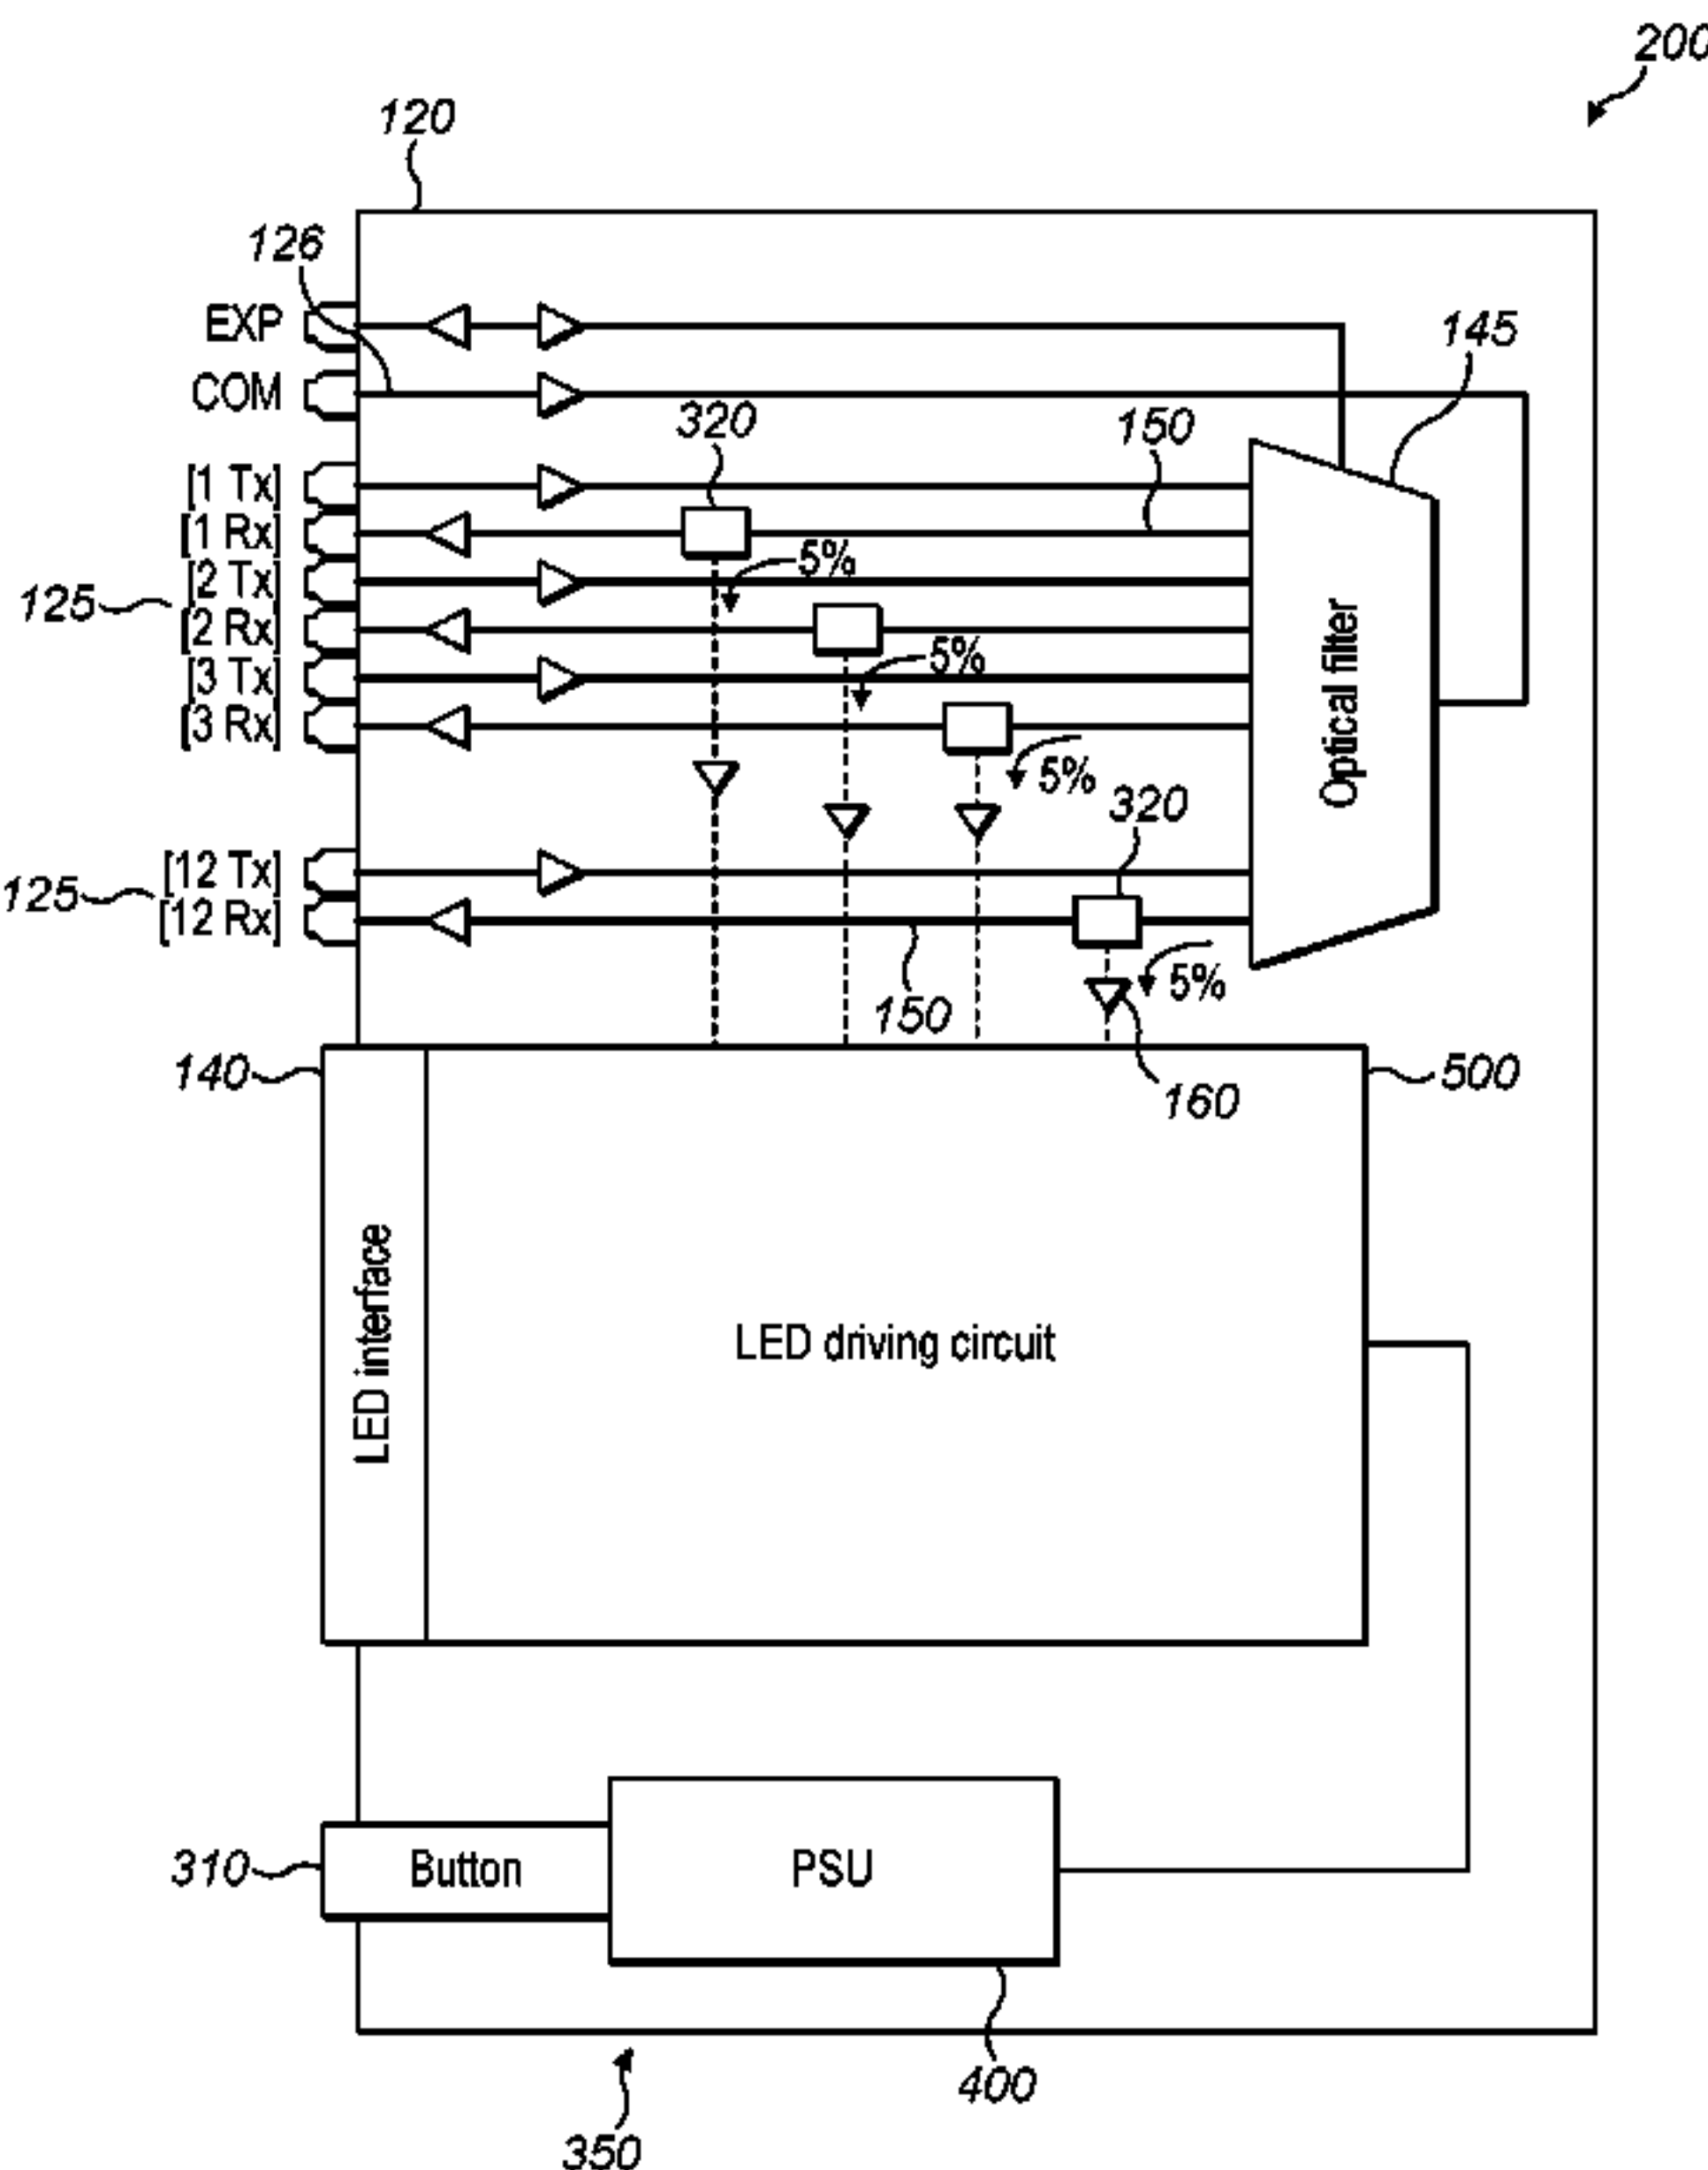 200
120
126
EXP
145
COM
320
150
[1 Tx]
[1 Rx]
5%
[2 Tx]
125
[2 Rx]
5%
[3 Tx]
[3 Rx]
Optical filter
5%
320
[12 Tx]
125
[12 Rx]
5%
150
140
500
160
LED interface
LED driving circuit
310
Button
PSU
400
350